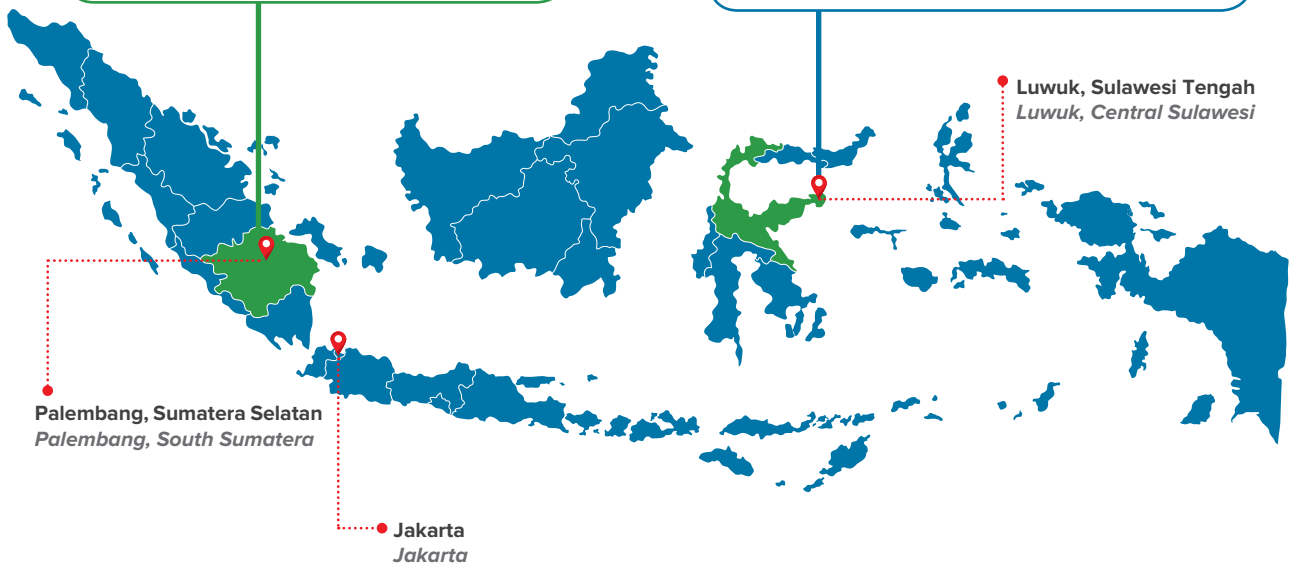 Luwuk, Sulawesi Tengah
Luwuk, Central Sulawesi
Palembang, Sumatera Selatan
Palembang, South Sumatera
Jakarta
Jakarta